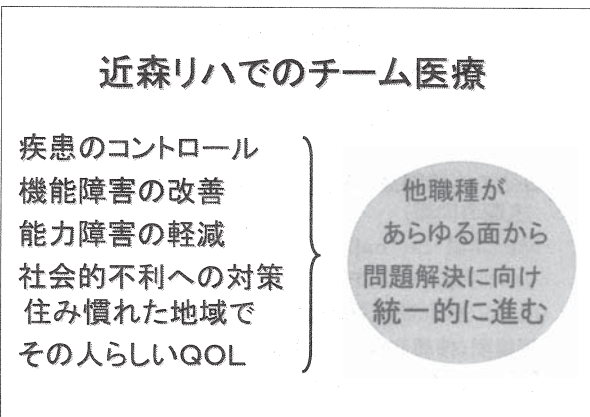 近森リハでのチーム医療
疾患のコントロール
機能障害の改善
能力障害の軽減
社会的不利への対策
住み慣れた地域で
その人らしいQOL
他職種が
あらゆる面から
問題解決に向け
統一的に進む